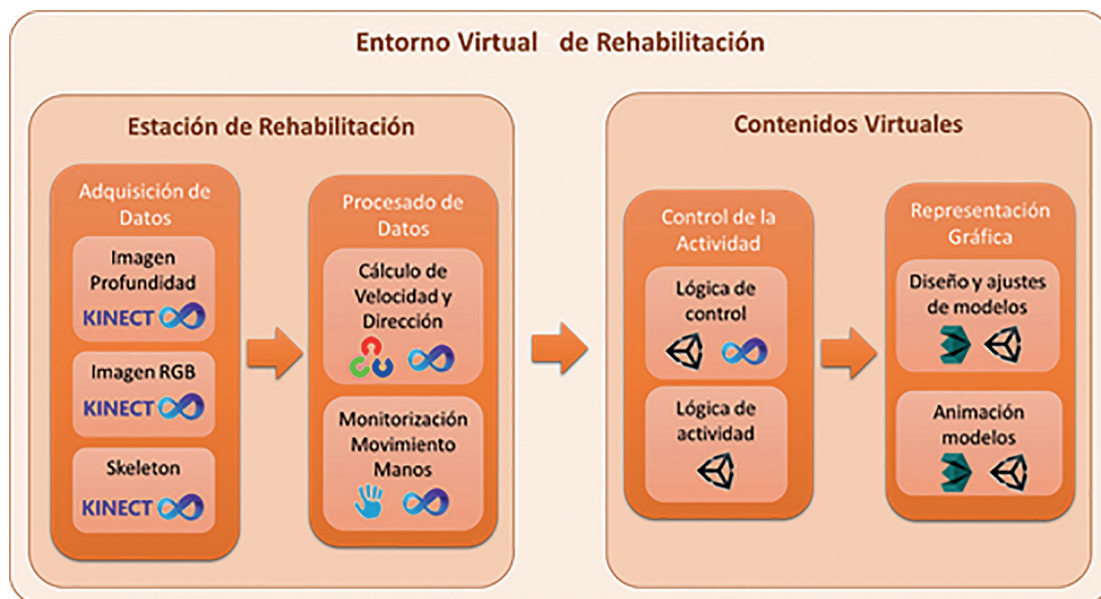 Entorno Virtual de Rehabilitación
Estación de Rehabilitación
Adquisición de
Datos
Imagen
Profundidad
KINECT
Imagen RGB
KINECT
Skeleton
KINECT
Procesado de
Datos
Cálculo de
Velocidad y
Dirección
Monitorización
Movimiento
Manos
Contenidos Virtuales
Control de la
Actividad
Lógica de
control
Lógica de
actividad
Representación
Gráfica
Diseño y ajustes
de modelos
Animación
modelos